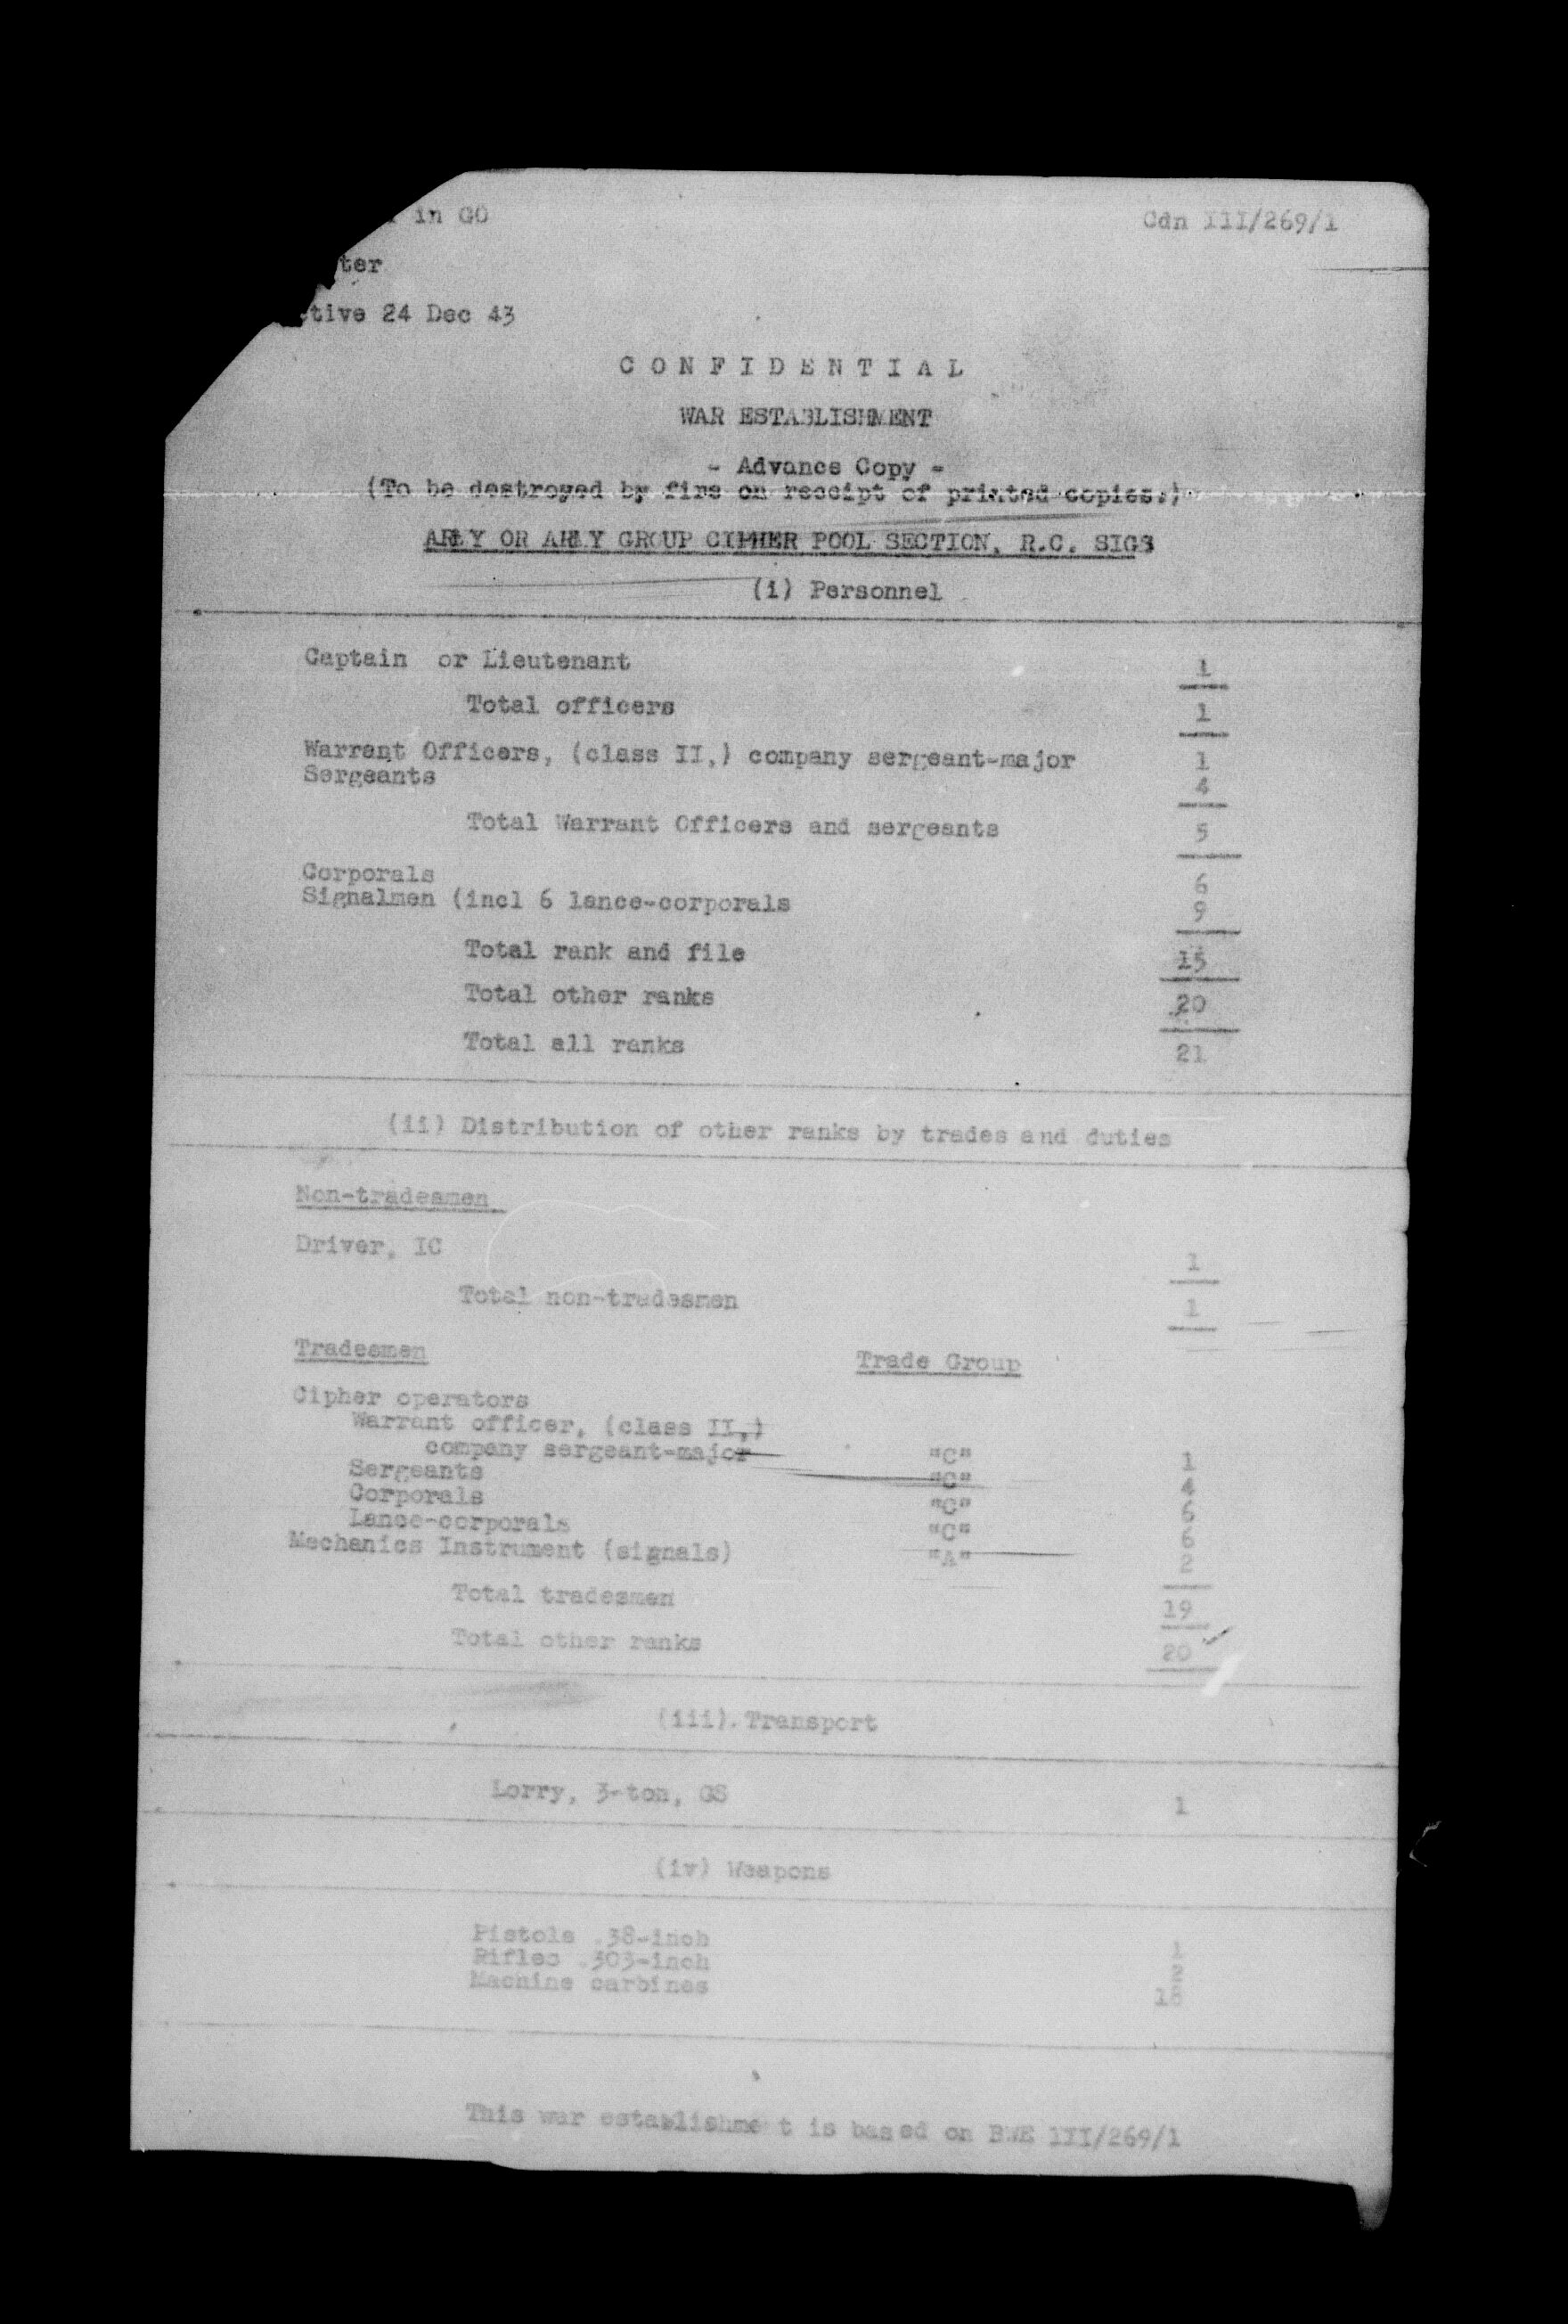 in GO Cdn III/269/1
ter
ctive 24 Dec 43
C O N F I D E N T I A L
WAR ESTABLISHMENT
- Advance Copy -
(To be destroyed by fire on receipt of printed copies.)
ARMY OR ARMY GROUP CIPHER POOL SECTION, R.C. SIGS
(i) Personnel
Captain or Lieutenant 1
Total officers 1
Warrant Officers, (class II,) company sergeant-major 1
Sergeants 4
Total Warrant Officers and sergeants 5
Corporals 6
Signalmen (incl 6 lance-corporals 9
Total rank and file 15
Total other ranks 20
Total all ranks 21
(ii) Distribution of other ranks by trades and duties
Non-tradesmen
Driver, IC 1
Total non-tradesmen 1
Tradesmen Trade Group
Cipher operators
Warrant officer, (class II,)
company sergeant-major "C" 1
Sergeants "C" 4
Corporals "C" 6
Lance-corporals "C" 6
Mechanics Instrument (signals) "A" 2
Total tradesmen 19
Total other ranks 20
(iii). Transport
Lorry, 3-ton, GS 1
(iv) Weapons
Pistols .38-inch 1
Rifles .303-inch 2
Machine carbines 18
This war establishme t is based on BWE III/269/1